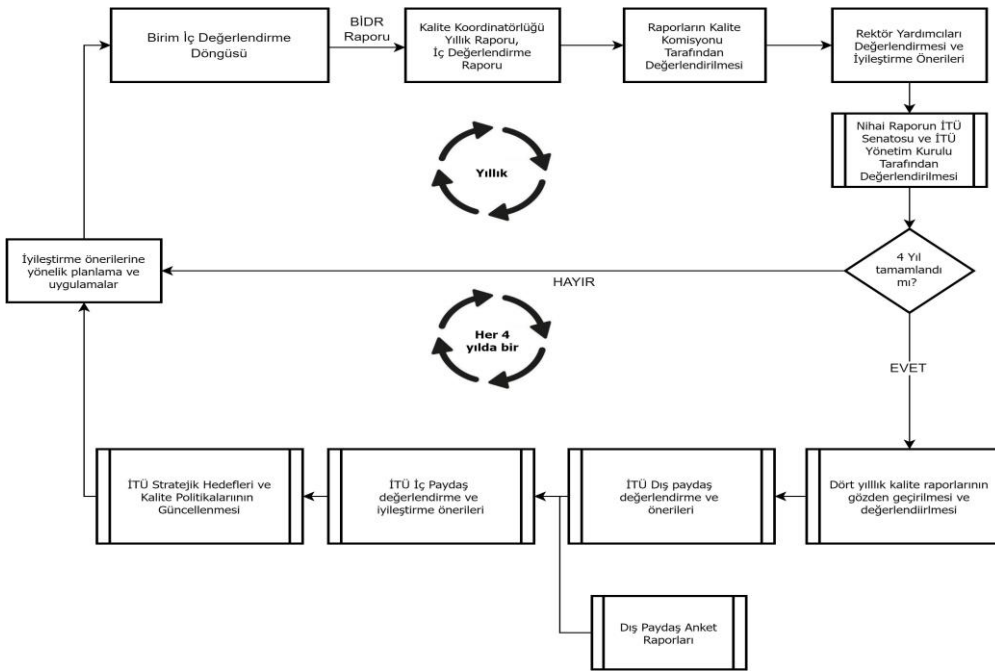 Birim İç Değerlendirme
Döngüsü
BİDR
Raporu
Kalite Koordinatörlüğü
Yıllık Raporu,
İç Değerlendirme
Raporu
Raporların Kalite
Komisyonu
Tarafından
Değerlendirilmesi
Rektör Yardımcıları
Değerlendirmesi ve
İyileştirme Önerileri
Nihai Raporun İTÜ
Senatosu ve İTÜ
Yönetim Kurulu
Tarafından
Değerlendirilmesi
Yıllık
4 Yıl
tamamlandı
mı?
HAYIR
İyileştirme önerilerine
yönelik planlama ve
uygulamalar
Her 4
yılda bir
EVET
Dört yılllık kalite raporlarının
gözden geçirilmesi ve
değerlendiirlmesi
İTÜ Dış paydaş
değerlendirme ve
önerileri
İTÜ İç Paydaş
değerlendirme ve
iyileştirme önerileri
İTÜ Stratejik Hedefleri ve
Kalite Politikalarıının
Güncellenmesi
Dış Paydaş Anket
Raporları